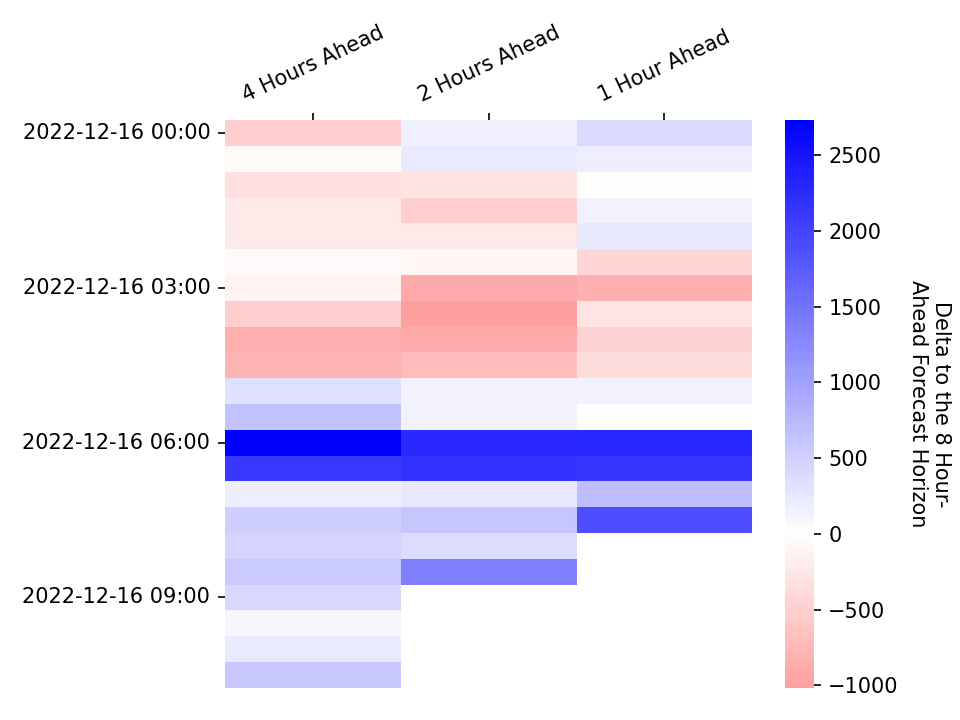 4 Hours Ahead
2 Hours Ahead
1 Hour Ahead
2022-12-16 00:00
2022-12-16 03:00
2022-12-16 06:00
2022-12-16 09:00
2500
2000
1500
1000
500
0
−500
−1000
Delta to the 8 Hour-
Ahead Forecast Horizon